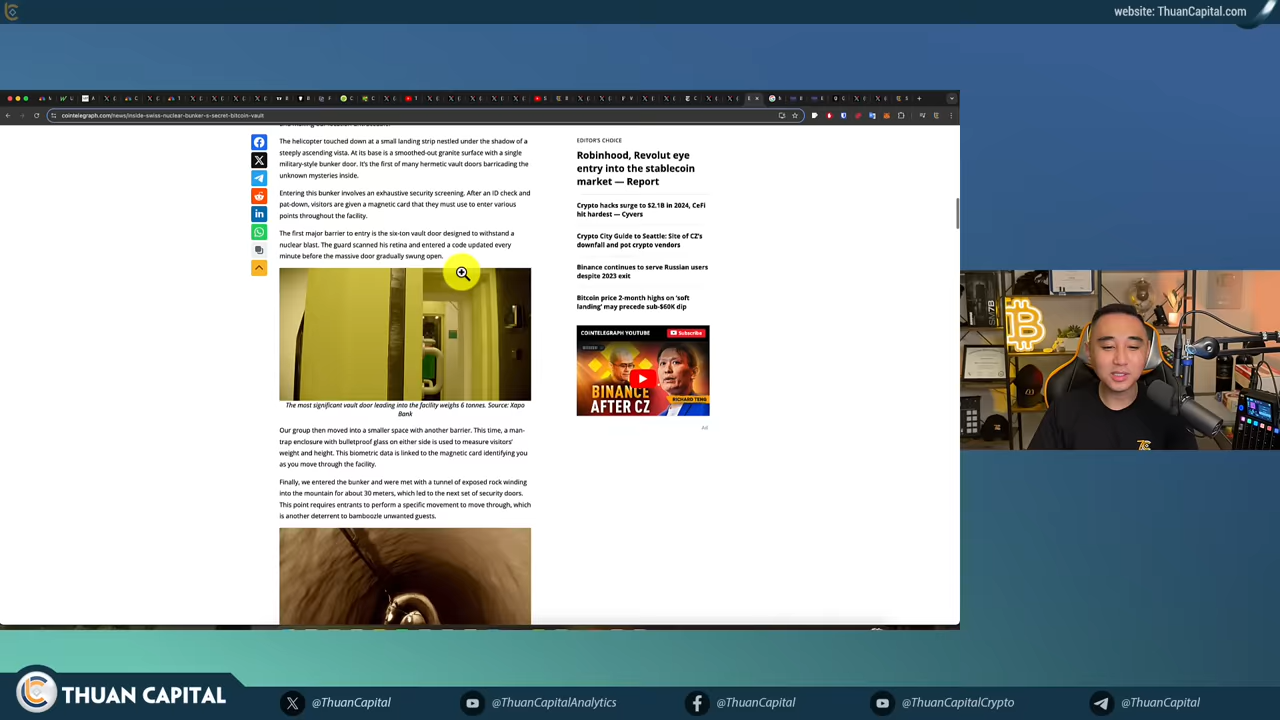 website: ThuanCapital.com
cointelegraph.com/news/inside-swiss-nuclear-bunker-s-secret-bitcoin-vault
The helicopter touched down at a small landing strip nestled under the shadow of a
steeply ascending vista. At its base is a smoothed-out granite surface with a single
military-style bunker door. It's the first of many hermetic vault doors barricading the
unknown mysteries inside.
Entering this bunker involves an exhaustive security screening. After an ID check and
pat-down, visitors are given a magnetic card that they must use to enter various
points throughout the facility.
The first major barrier to entry is the six-ton vault door designed to withstand a
nuclear blast. The guard scanned his retina and entered a code updated every
minute before the massive door gradually swung open.
The most significant vault door leading into the facility weighs 6 tonnes. Source: Xapo
Bank
Our group then moved into a smaller space with another barrier. This time, a man-
trap enclosure with bulletproof glass on either side is used to measure visitors'
weight and height. This biometric data is linked to the magnetic card identifying you
as you move through the facility.
Finally, we entered the bunker and were met with a tunnel of exposed rock winding
into the mountain for about 30 meters, which led to the next set of security doors.
This point requires entrants to perform a specific movement to move through, which
is another deterrent to bamboozle unwanted guests.
EDITOR'S CHOICE
Robinhood, Revolut eye
entry into the stablecoin
market — Report
Crypto hacks surge to $2.1B in 2024, CeFi
hit hardest — Cyvers
Crypto City Guide to Seattle: Site of CZ's
downfall and pot crypto vendors
Binance continues to serve Russian users
despite 2023 exit
Bitcoin price 2-month highs on 'soft
landing' may precede sub-$60K dip
COINTELEGRAPH YOUTUBE
Subscribe
BINANCE
AFTER CZ
RICHARD TENG
Ad
THUAN CAPITAL
@ThuanCapital
@ThuanCapitalAnalytics
@ThuanCapital
@ThuanCapitalCrypto
@ThuanCapital